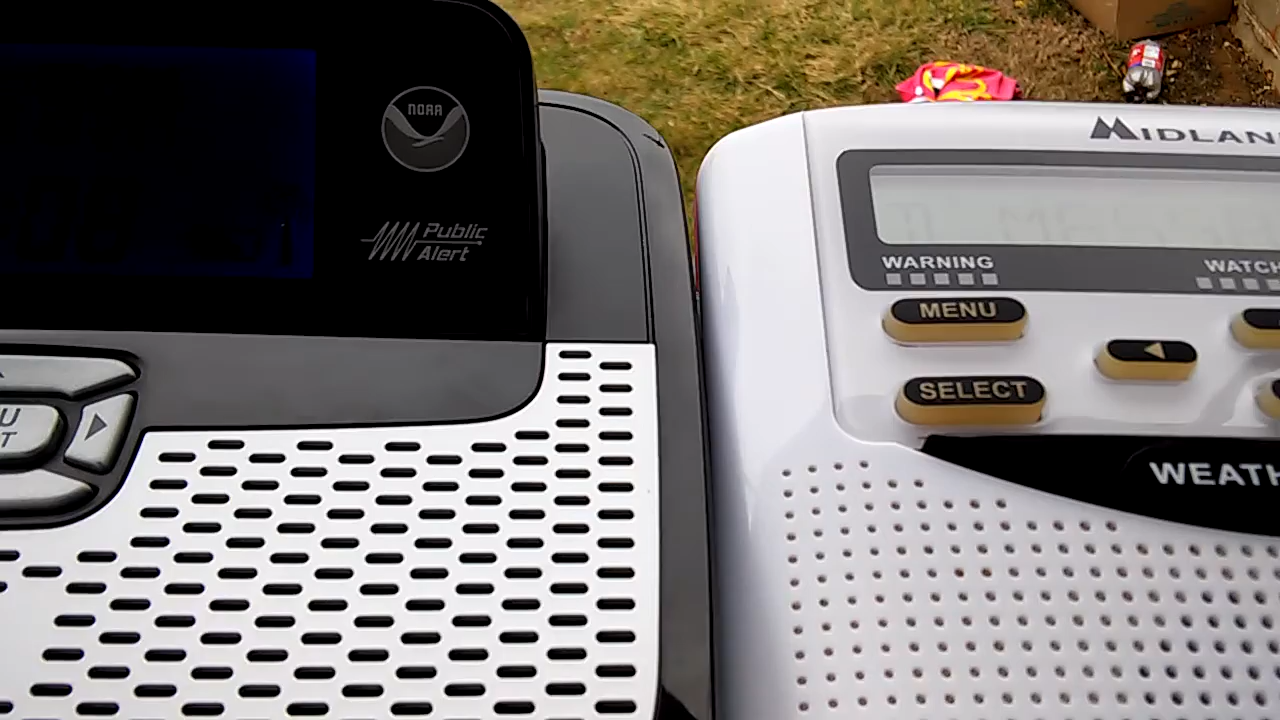 NOAA
Public
Alert
U
T
MIDLAN
WARNING
WATCH
MENU
SELECT
WEATH